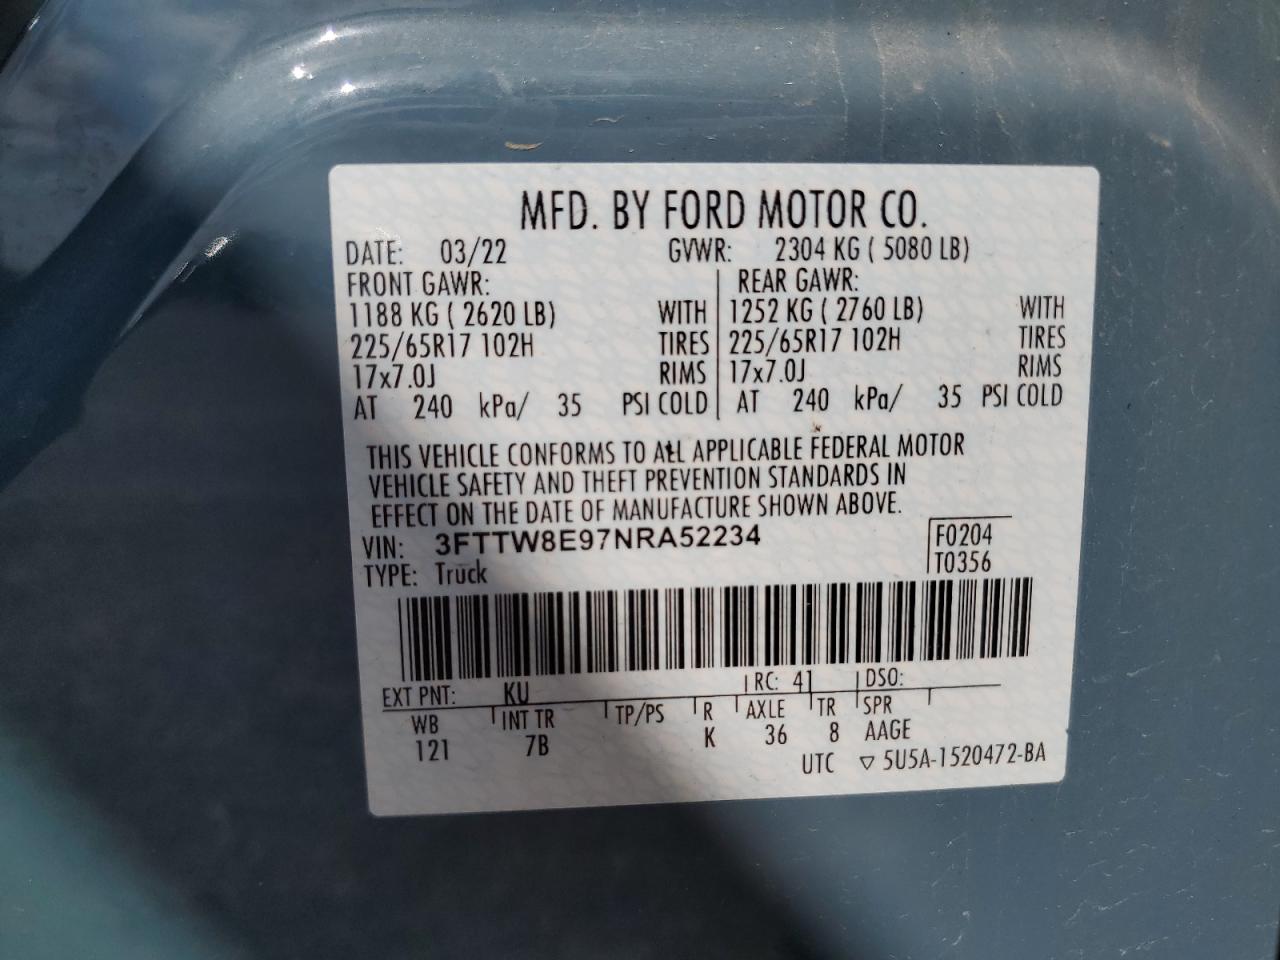 MFD. BY FORD MOTOR CO.
DATE: 03/22 GVWR: 2304 KG ( 5080 LB)
FRONT GAWR: REAR GAWR:
1188 KG ( 2620 LB) WITH 1252 KG ( 2760 LB) WITH
225/65R17 102H TIRES 225/65R17 102H TIRES
17x7.0J RIMS 17x7.0J RIMS
AT 240 kPa/ 35 PSI COLD AT 240 kPa/ 35 PSI COLD
THIS VEHICLE CONFORMS TO ALL APPLICABLE FEDERAL MOTOR
VEHICLE SAFETY AND THEFT PREVENTION STANDARDS IN
EFFECT ON THE DATE OF MANUFACTURE SHOWN ABOVE.
VIN: 3FTTW8E97NRA52234 F0204
TYPE: Truck T0356
EXT PNT: KU RC: 41 DSO:
WB INT TR TP/PS R AXLE TR SPR
121 7B K 36 8 AAGE
UTC ▽ 5U5A-1520472-BA